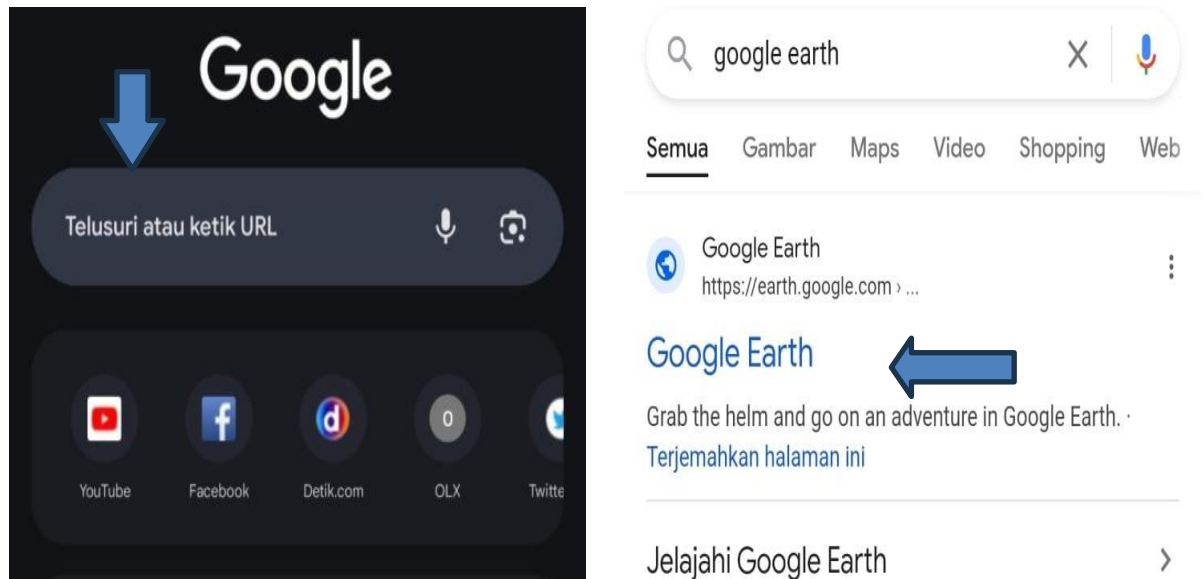 Google
Telusuri atau ketik URL
YouTube Facebook Detik.com OLX Twitte
google earth
Semua Gambar Maps Video Shopping Web
Google Earth
https://earth.google.com › ...
Google Earth
Grab the helm and go on an adventure in Google Earth. ·
Terjemahkan halaman ini
Jelajahi Google Earth